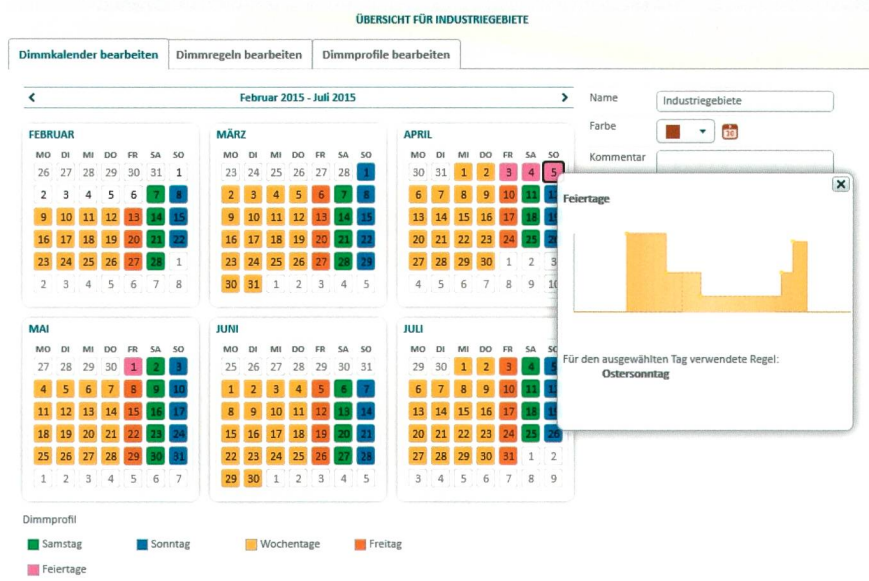 ÜBERSICHT FÜR INDUSTRIEGEBIETE
Dimmkalender bearbeiten Dimmregeln bearbeiten Dimmprofile bearbeiten
Februar 2015 - Juli 2015
Name Industriegebiete
Farbe
Kommentar
FEBRUAR
MO DI MI DO FR SA SO
26 27 28 29 30 31 1
2 3 4 5 6 7 8
9 10 11 12 13 14 15
16 17 18 19 20 21 22
23 24 25 26 27 28 1
2 3 4 5 6 7 8
MÄRZ
MO DI MI DO FR SA SO
23 24 25 26 27 28 1
2 3 4 5 6 7 8
9 10 11 12 13 14 15
16 17 18 19 20 21 22
23 24 25 26 27 28 29
30 31 1 2 3 4 5
APRIL
MO DI MI DO FR SA SO
30 31 1 2 3 4 5
6 7 8 9 10 11
13 14 15 16 17 18
20 21 22 23 24 25
27 28 29 30 1 2 3
4 5 6 7 8 9 10
Feiertage
Für den ausgewählten Tag verwendete Regel:
Ostersonntag
MAI
MO DI MI DO FR SA SO
27 28 29 30 1 2 3
4 5 6 7 8 9 10
11 12 13 14 15 16 17
18 19 20 21 22 23 24
25 26 27 28 29 30 31
1 2 3 4 5 6 7
JUNI
MO DI MI DO FR SA SO
25 26 27 28 29 30 31
1 2 3 4 5 6 7
8 9 10 11 12 13 14
15 16 17 18 19 20 21
22 23 24 25 26 27 28
29 30 1 2 3 4 5
JULI
MO DI MI DO FR SA SO
29 30 1 2 3 4
6 7 8 9 10 11
13 14 15 16 17 18
20 21 22 23 24 25 26
27 28 29 30 31 1 2
3 4 5 6 7 8 9
Dimmprofil
Samstag Sonntag Wochentage Freitag
Feiertage